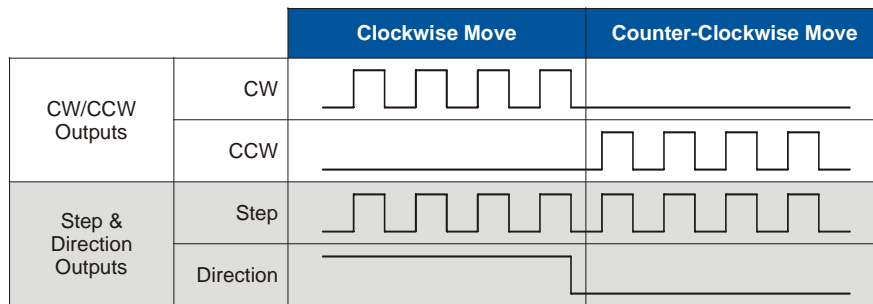 Clockwise Move
Counter-Clockwise Move
CW/CCW
Outputs
CW
CCW
Step &
Direction
Outputs
Step
Direction